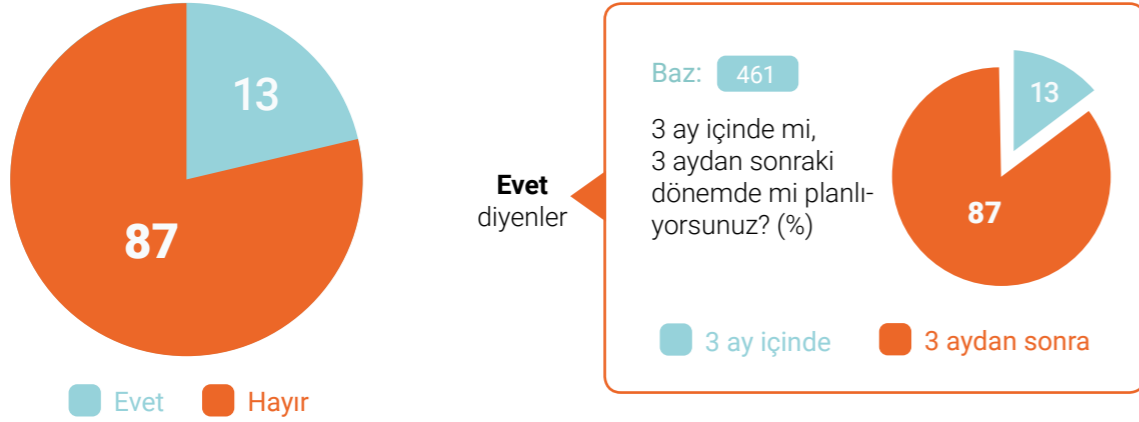 13
87
Evet
Hayır
Evet
diyenler
Baz: 461
3 ay içinde mi,
3 aydan sonraki
dönemde mi planlı-
yorsunuz? (%)
13
87
3 ay içinde
3 aydan sonra